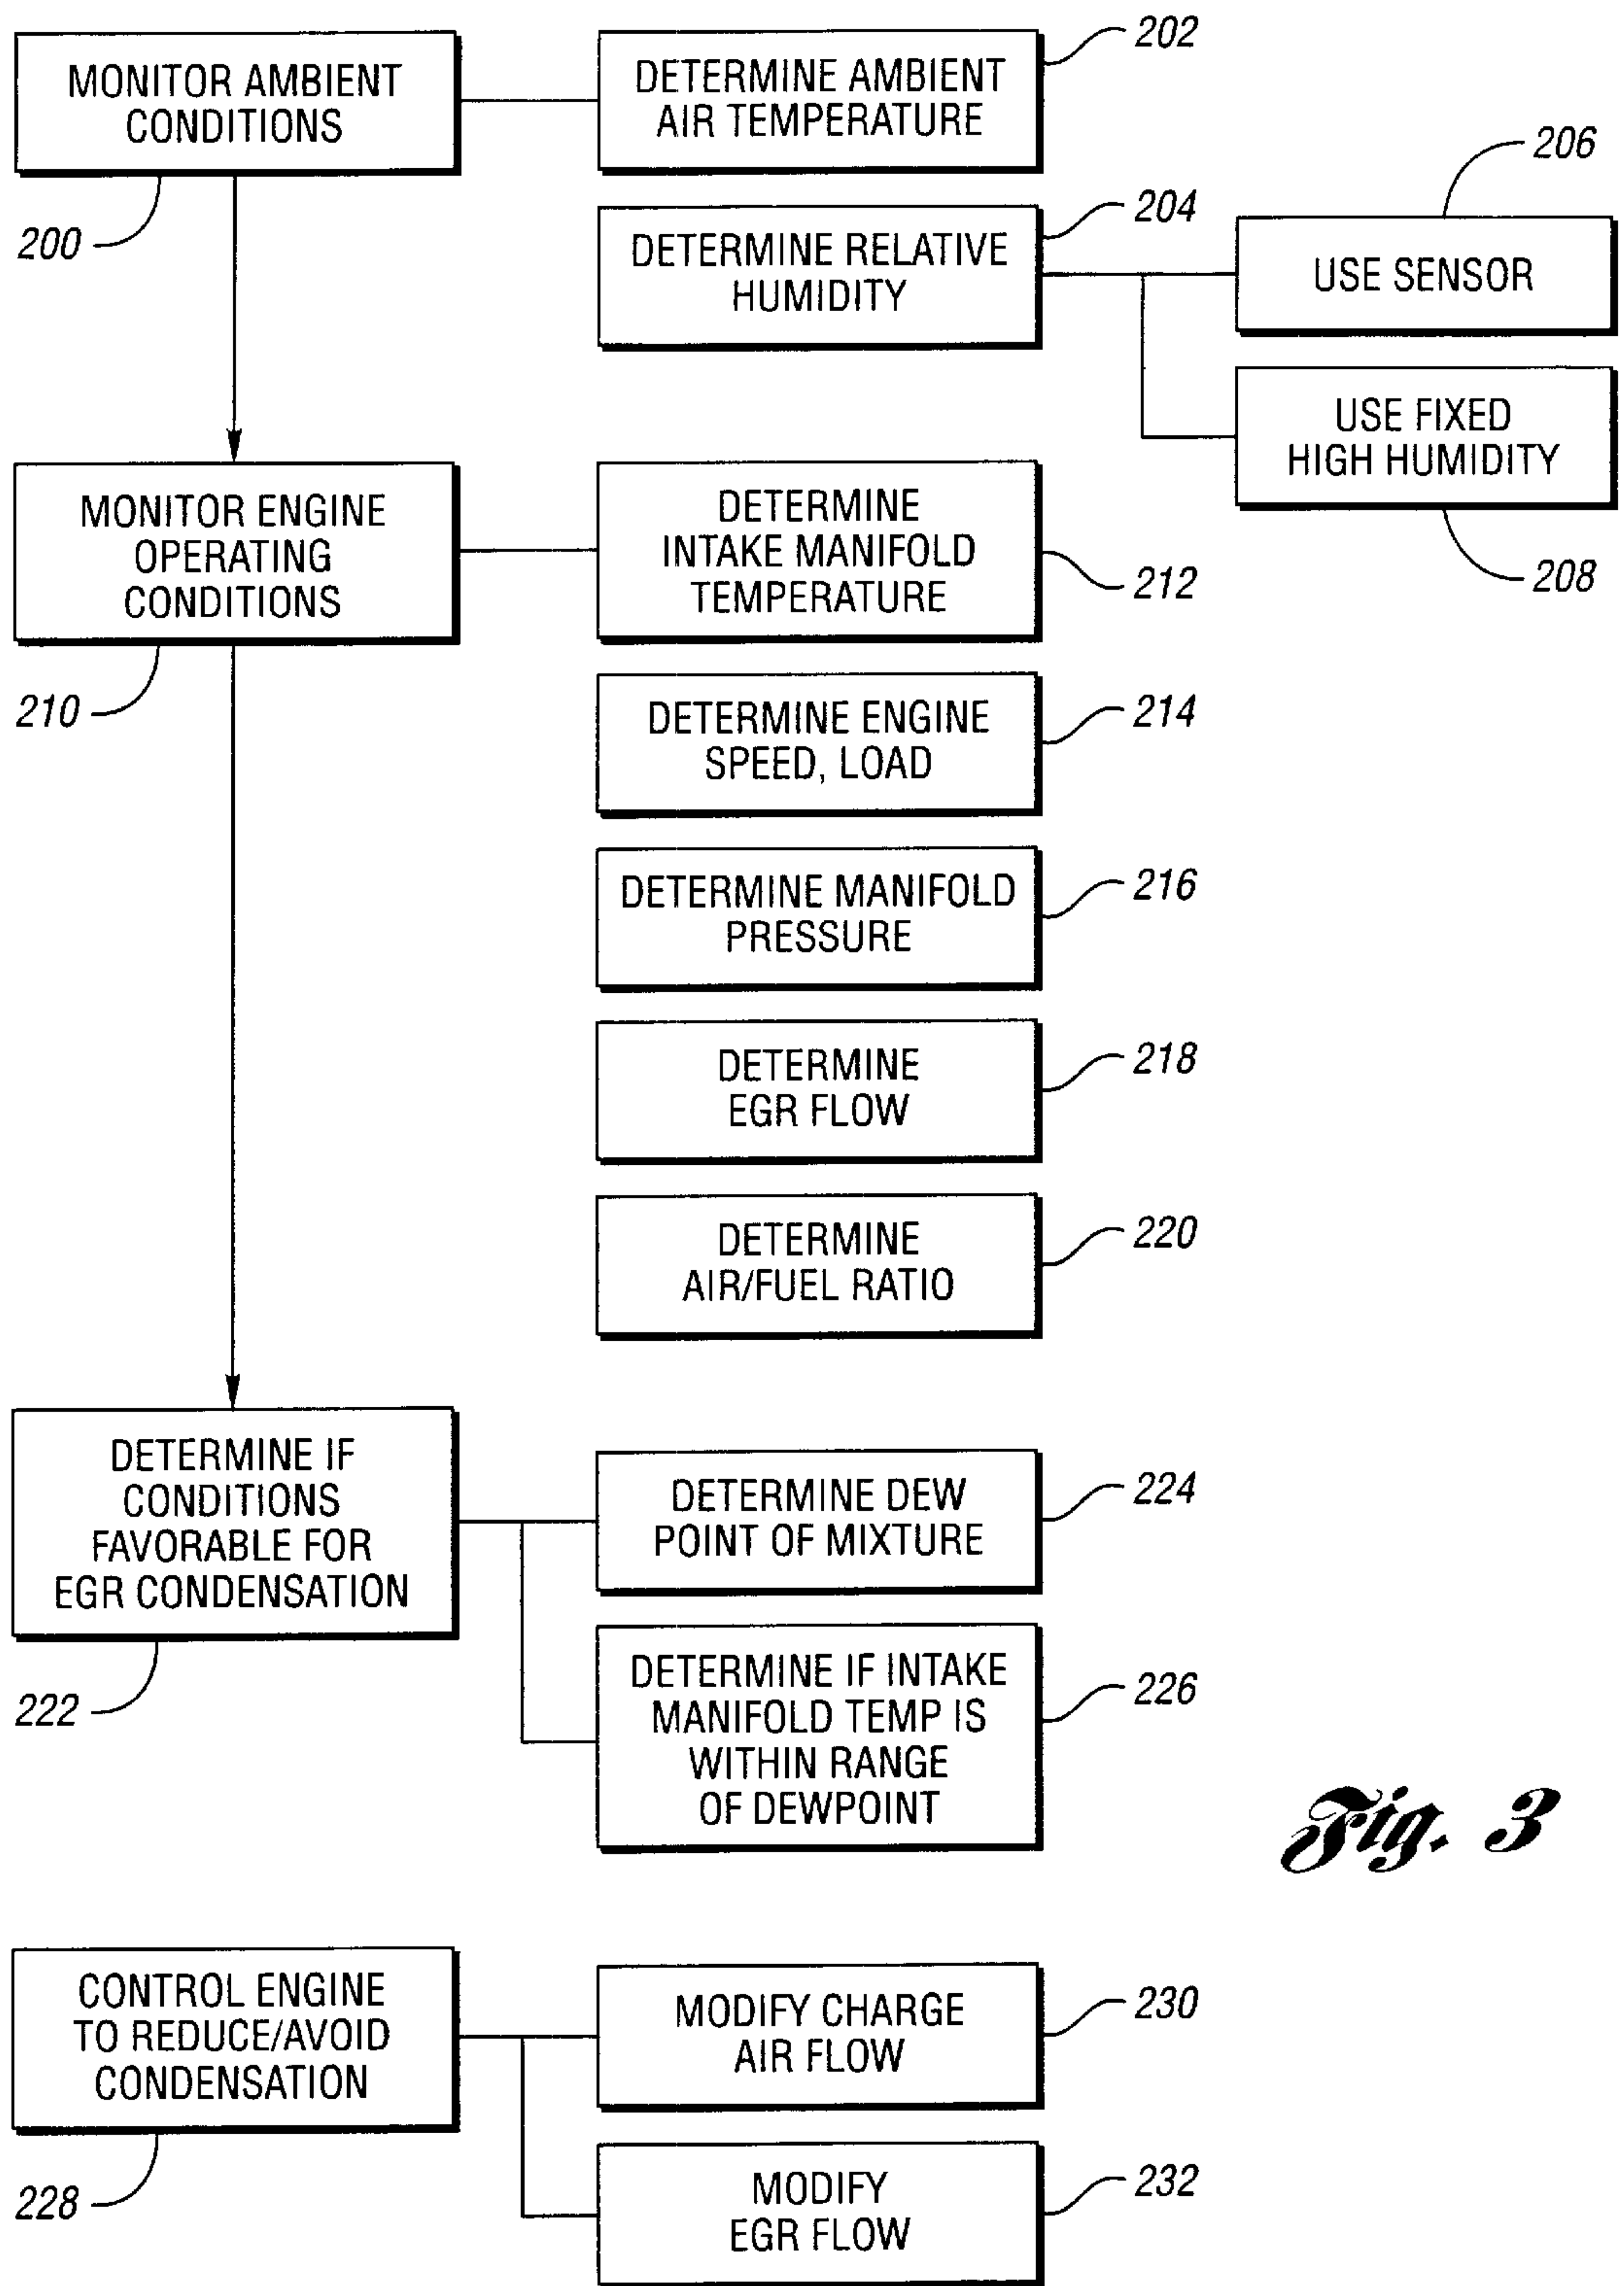 MONITOR AMBIENT
CONDITIONS
200
DETERMINE AMBIENT
AIR TEMPERATURE
202
DETERMINE RELATIVE
HUMIDITY
204
USE SENSOR
206
USE FIXED
HIGH HUMIDITY
208
MONITOR ENGINE
OPERATING
CONDITIONS
210
DETERMINE
INTAKE MANIFOLD
TEMPERATURE
212
DETERMINE ENGINE
SPEED, LOAD
214
DETERMINE MANIFOLD
PRESSURE
216
DETERMINE
EGR FLOW
218
DETERMINE
AIR/FUEL RATIO
220
DETERMINE IF
CONDITIONS
FAVORABLE FOR
EGR CONDENSATION
222
DETERMINE DEW
POINT OF MIXTURE
224
DETERMINE IF INTAKE
MANIFOLD TEMP IS
WITHIN RANGE
OF DEWPOINT
226
Fig. 3
CONTROL ENGINE
TO REDUCE/AVOID
CONDENSATION
228
MODIFY CHARGE
AIR FLOW
230
MODIFY
EGR FLOW
232